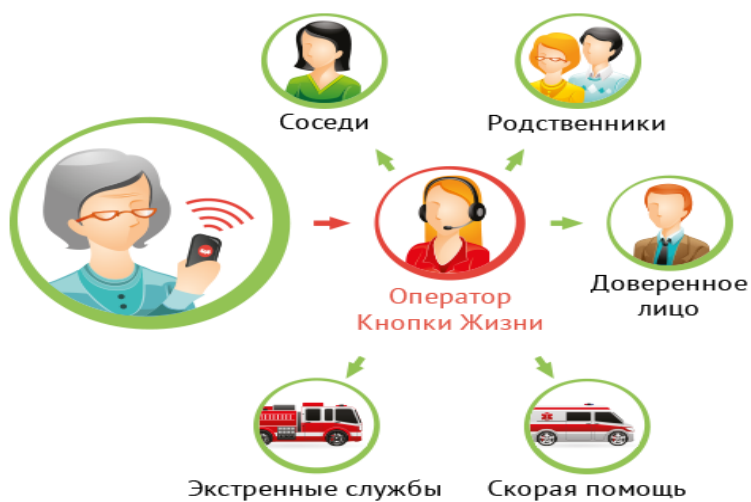 Соседи
Родственники
Доверенное
лицо
Оператор
Кнопки Жизни
Экстренные службы
Скорая помощь